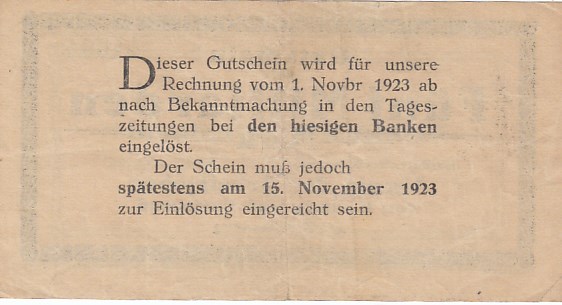 Dieser Gutschein wird für unsere
Rechnung vom 1. Novbr 1923 ab
nach Bekanntmachung in den Tages-
zeitungen bei den hiesigen Banken
eingelöst.
Der Schein muß jedoch
spätestens am 15. November 1923
zur Einlösung eingereicht sein.